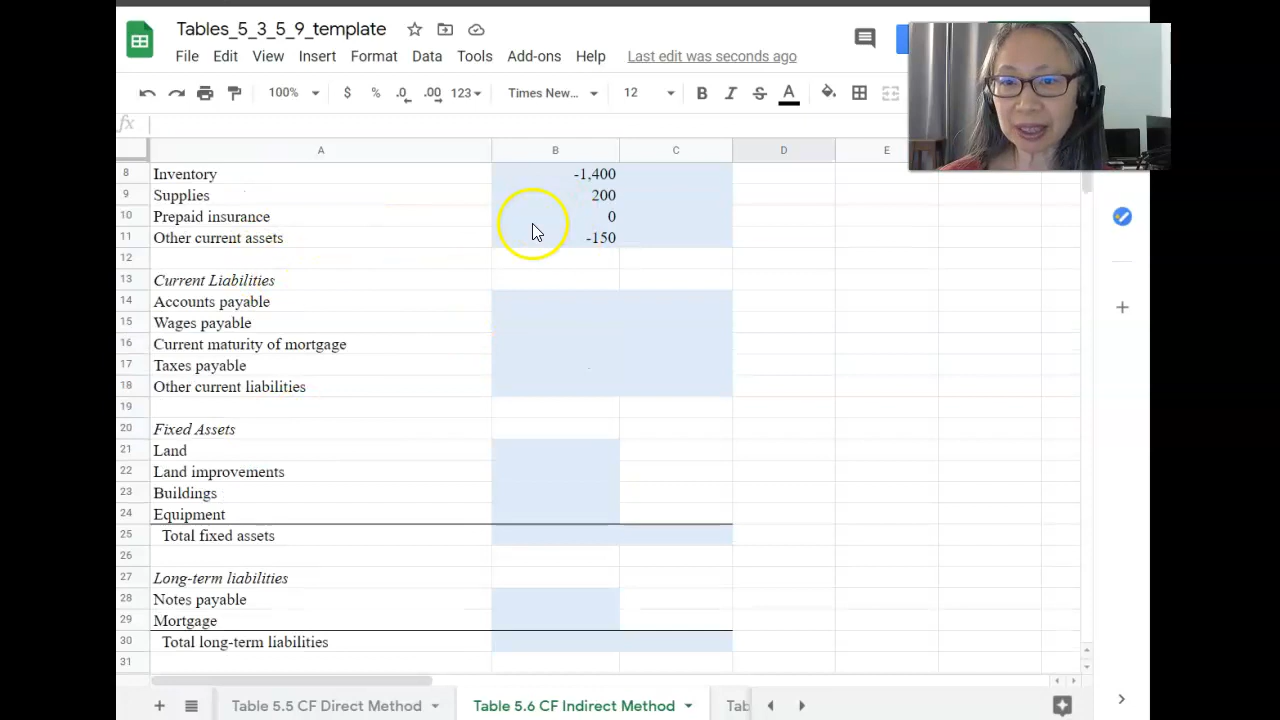 Tables_5_3_5_9_template
File Edit View Insert Format Data Tools Add-ons Help Last edit was seconds ago
100% $ % .0 .00 123 Times New... 12 B I S A
fx
A B C D E
8 Inventory -1,400
9 Supplies 200
10 Prepaid insurance 0
11 Other current assets -150
12
13 Current Liabilities
14 Accounts payable
15 Wages payable
16 Current maturity of mortgage
17 Taxes payable
18 Other current liabilities
19
20 Fixed Assets
21 Land
22 Land improvements
23 Buildings
24 Equipment
25 Total fixed assets
26
27 Long-term liabilities
28 Notes payable
29 Mortgage
30 Total long-term liabilities
31
Table 5.5 CF Direct Method Table 5.6 CF Indirect Method Tab